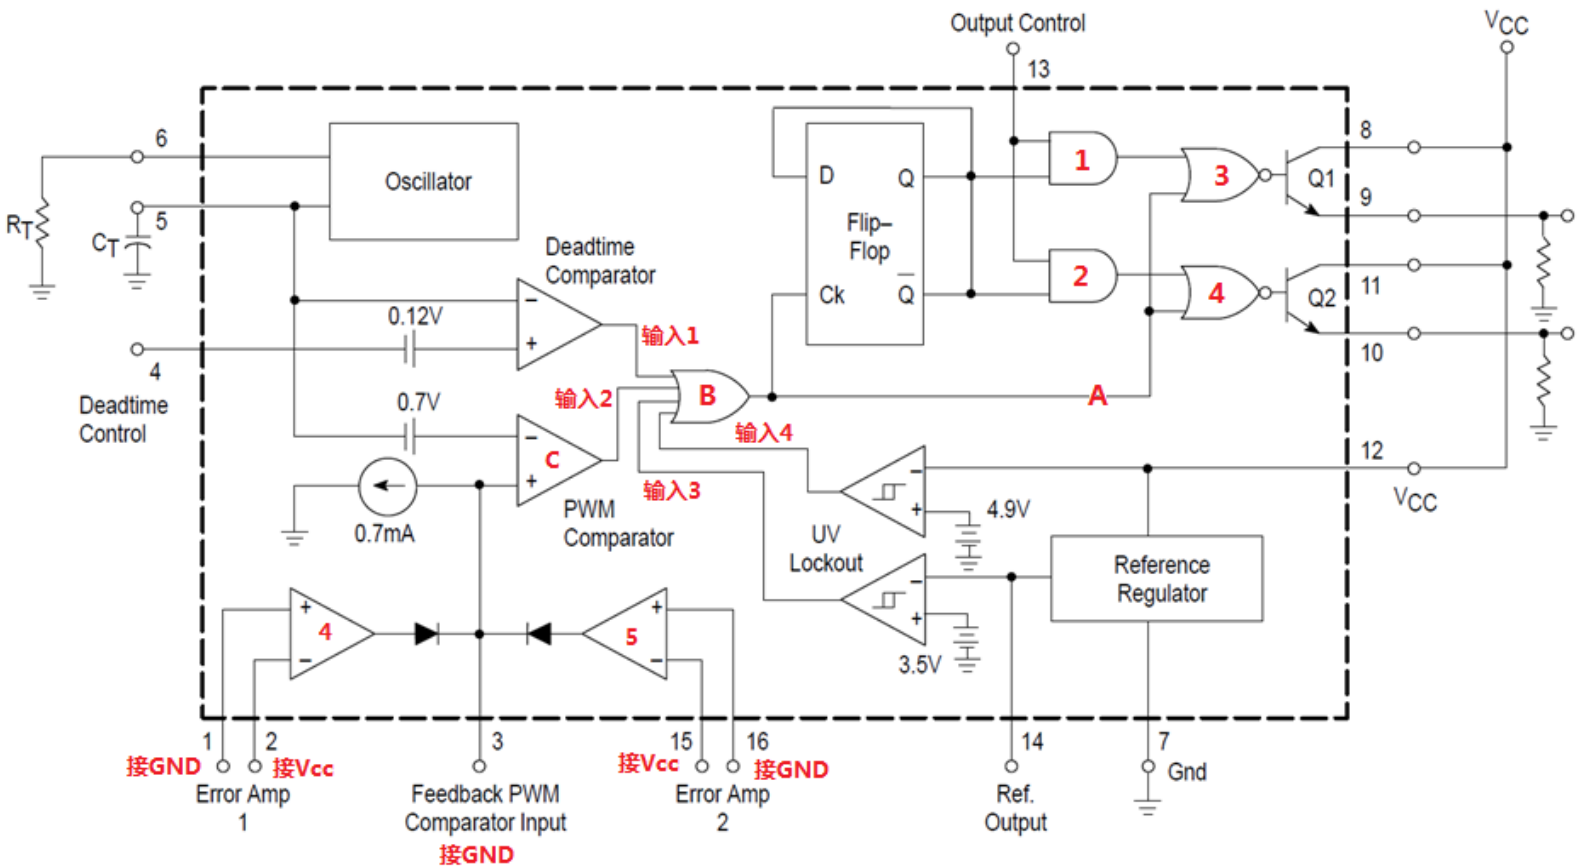 Output Control
VCC
13
6
Oscillator
D
Q
1
3
8
Q1
9
RT
5
CT
Flip–
Flop
Deadtime
Comparator
−
+
0.12V
输入1
Ck
Q
2
4
Q2
11
10
4
Deadtime
Control
0.7V
输入2
B
A
输入4
−
C
+
输入3
PWM
Comparator
0.7mA
12
VCC
−
+
4.9V
UV
Lockout
−
+
3.5V
Reference
Regulator
+
4
−
+
5
−
1
2
3
15
16
14
7
接GND
接Vcc
接Vcc
接GND
Gnd
Error Amp
1
Feedback PWM
Comparator Input
接GND
Error Amp
2
Ref.
Output